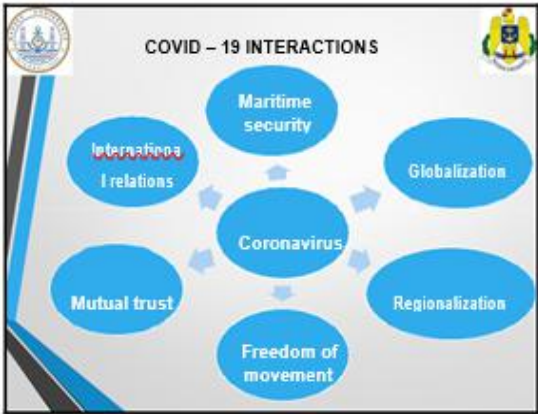 COVID – 19 INTERACTIONS
Maritime
security
Internationa
l relations
Globalization
Coronavirus
Mutual trust
Regionalization
Freedom of
movement